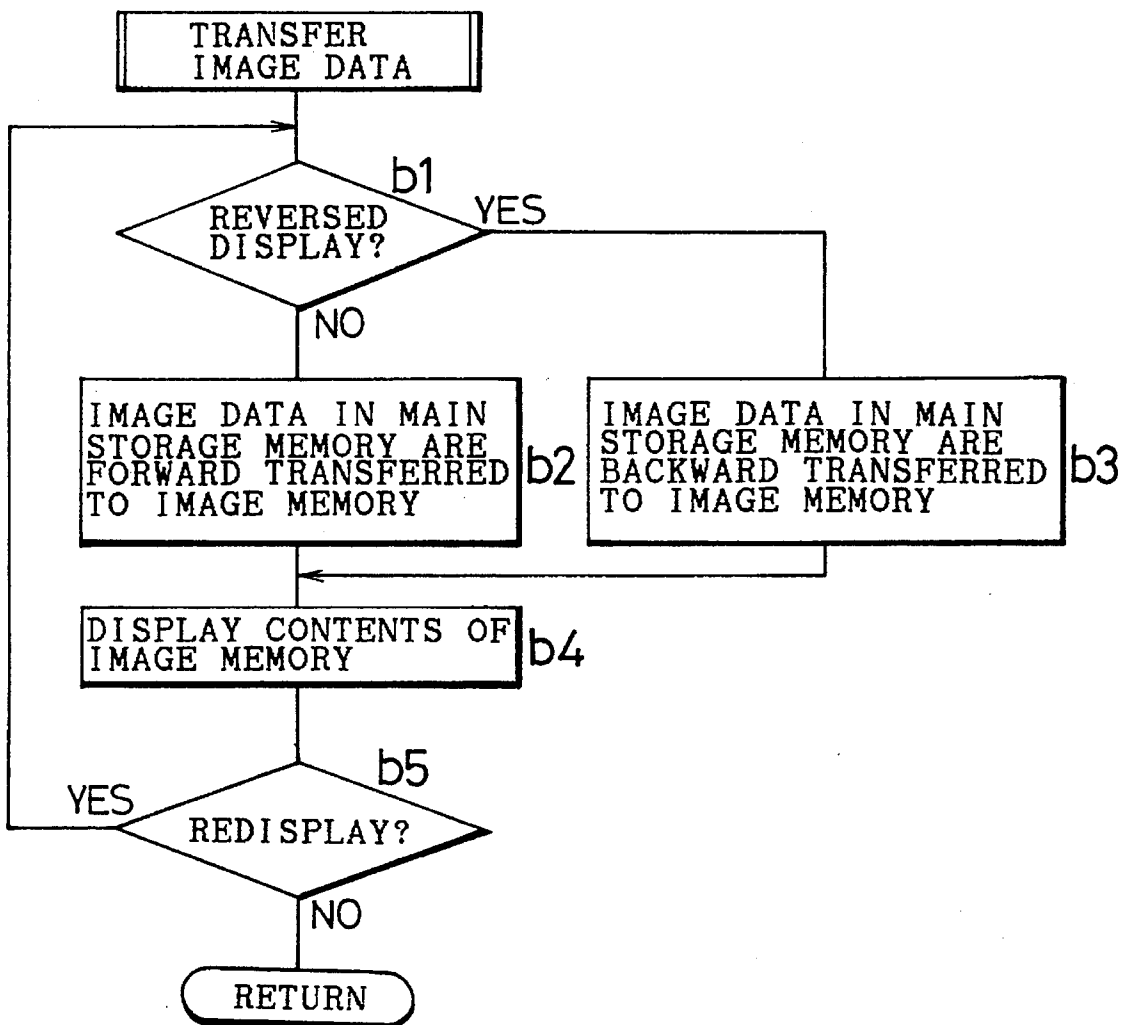 TRANSFER
IMAGE DATA
b1
REVERSED
DISPLAY?
YES
NO
IMAGE DATA IN MAIN
STORAGE MEMORY ARE
FORWARD TRANSFERRED
TO IMAGE MEMORY
b2
IMAGE DATA IN MAIN
STORAGE MEMORY ARE
BACKWARD TRANSFERRED
TO IMAGE MEMORY
b3
DISPLAY CONTENTS OF
IMAGE MEMORY
b4
b5
YES
REDISPLAY?
NO
RETURN